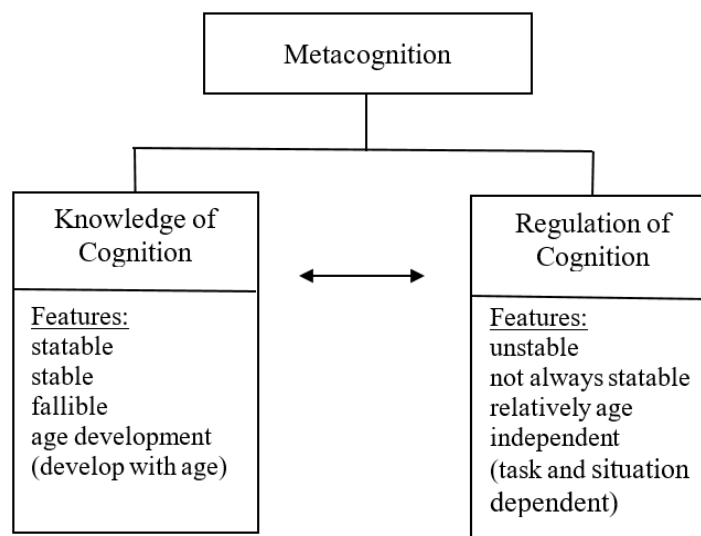 Metacognition
Knowledge of
Cognition
Features:
statable
stable
fallible
age development
(develop with age)
Regulation of
Cognition
Features:
unstable
not always statable
relatively age
independent
(task and situation
dependent)